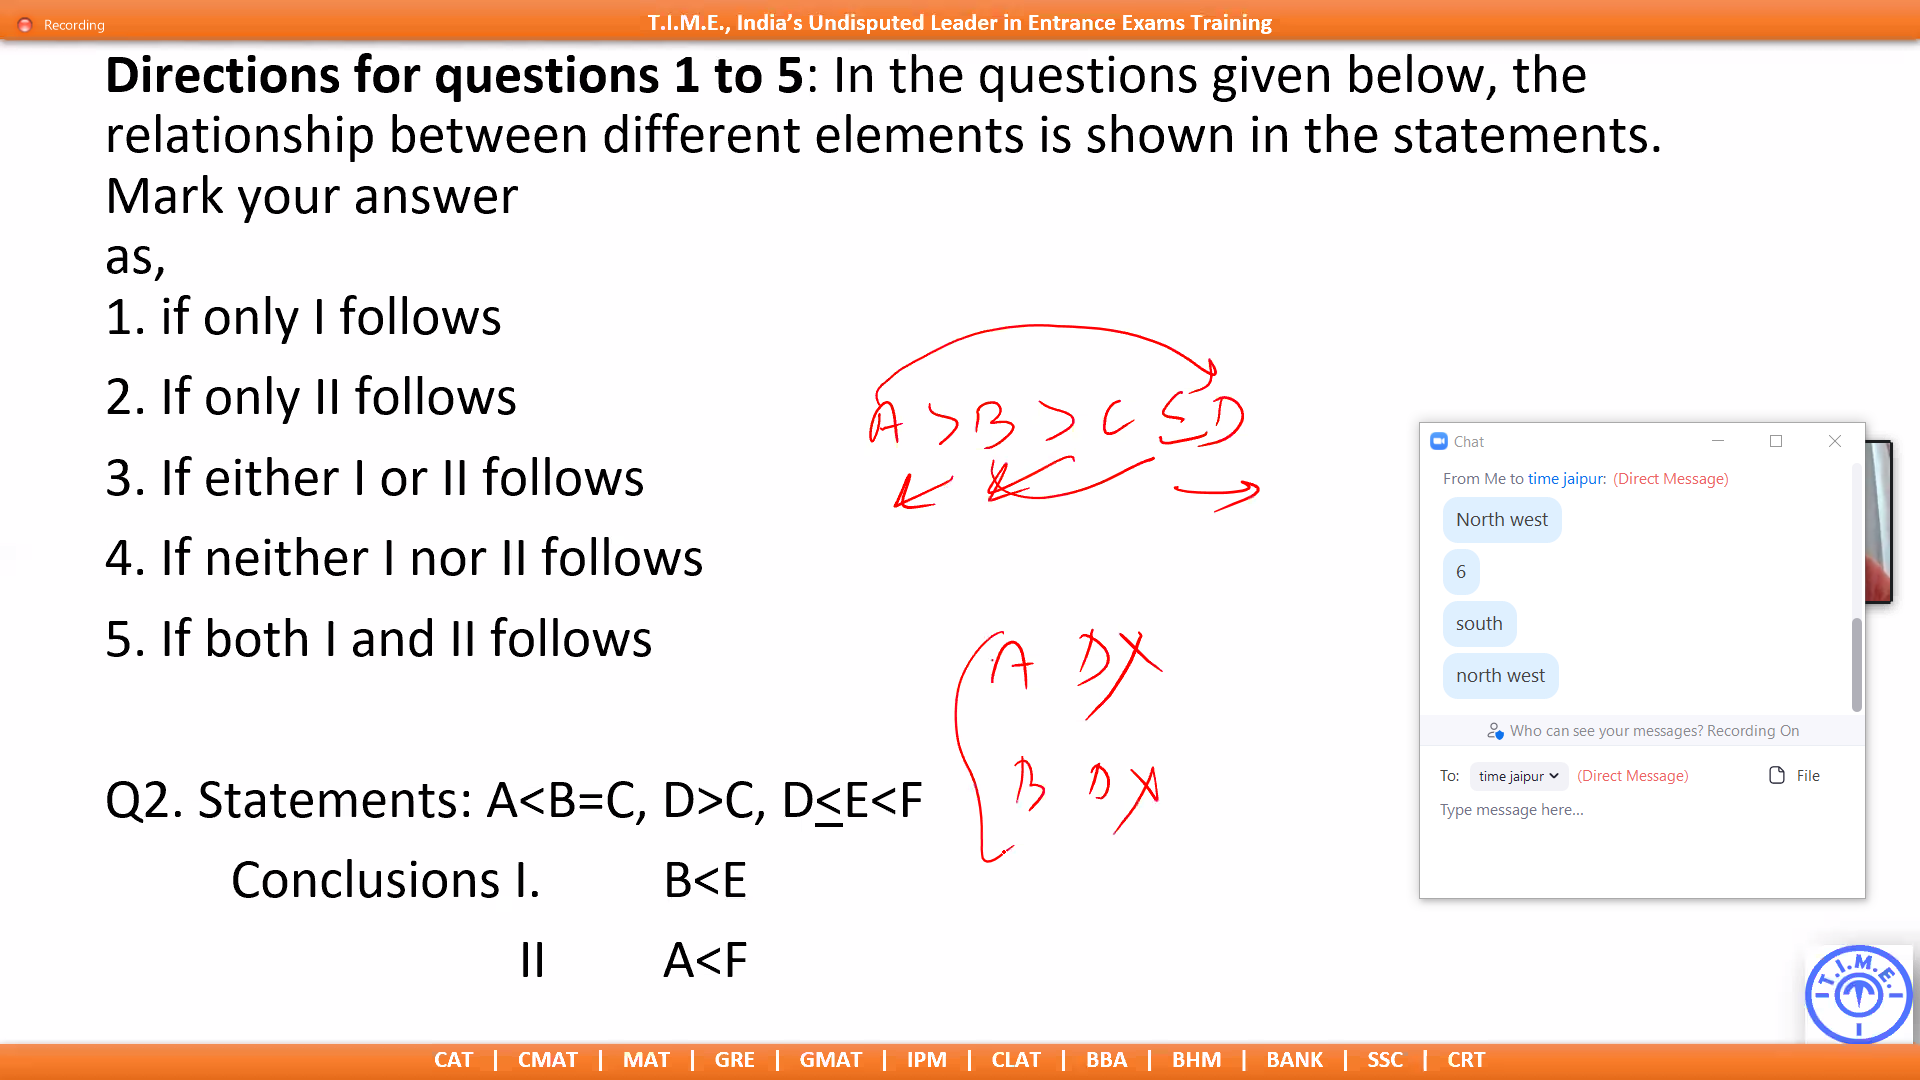 Recording
T.I.M.E., India's Undisputed Leader in Entrance Exams Training
Directions for questions 1 to 5: In the questions given below, the
relationship between different elements is shown in the statements.
Mark your answer
as,
1. if only I follows
2. If only II follows
3. If either I or II follows
4. If neither I nor II follows
5. If both I and II follows
A > B > C ≤ D
A D X
B D X
Q2. Statements: A<B=C, D>C, D<E<F
Conclusions I. B<E
II A<F
Chat
From Me to time jaipur: (Direct Message)
North west
6
south
north west
Who can see your messages? Recording On
To: time jaipur (Direct Message) File
Type message here...
T.I.M.E.
CAT | CMAT | MAT | GRE | GMAT | IPM | CLAT | BBA | BHM | BANK | SSC | CRT